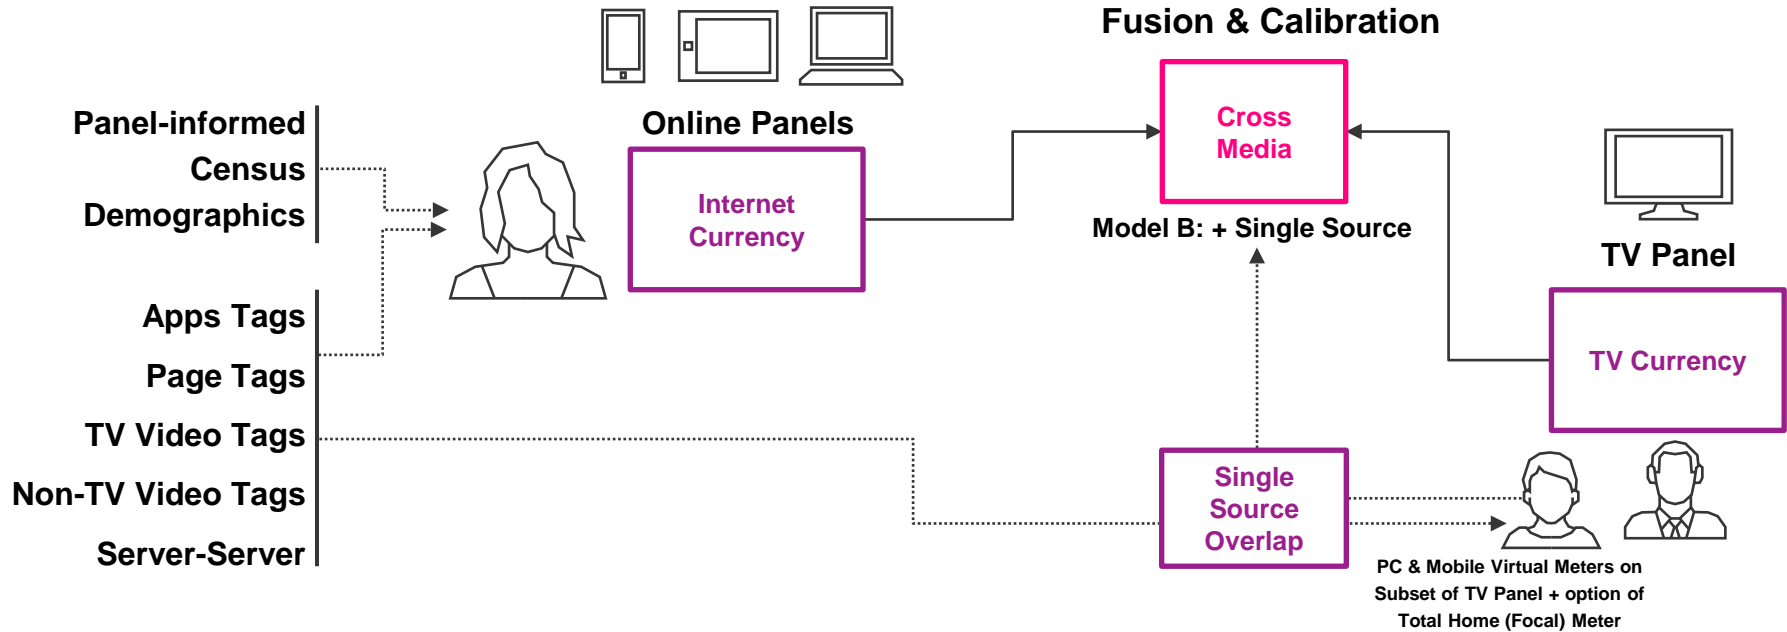 Fusion & Calibration
Panel-informed
Census
Demographics
Online Panels
Internet
Currency
Cross
Media
Model B: + Single Source
TV Panel
TV Currency
Apps Tags
Page Tags
TV Video Tags
Non-TV Video Tags
Server-Server
Single
Source
Overlap
PC & Mobile Virtual Meters on
Subset of TV Panel + option of
Total Home (Focal) Meter